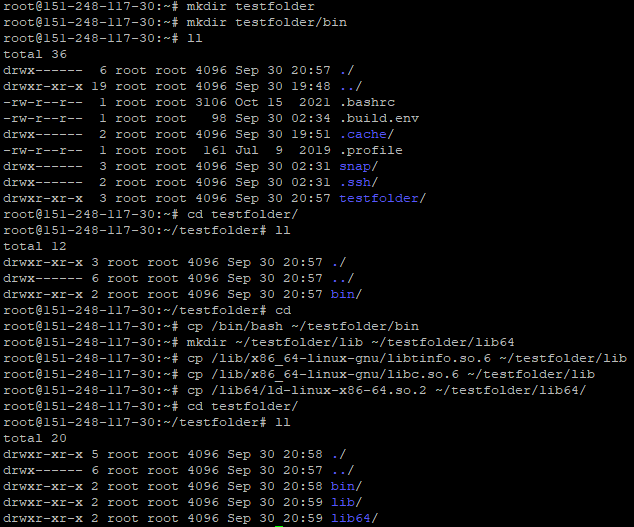 root@151-248-117-30:~# mkdir testfolder
root@151-248-117-30:~# mkdir testfolder/bin
root@151-248-117-30:~# ll
total 36
drwx------  6 root root 4096 Sep 30 20:57 ./
drwxr-xr-x 19 root root 4096 Sep 30 19:48 ../
-rw-r--r--  1 root root 3106 Oct 15  2021 .bashrc
-rw-r--r--  1 root root   98 Sep 30 02:34 .build.env
drwx------  2 root root 4096 Sep 30 19:51 .cache/
-rw-r--r--  1 root root  161 Jul  9  2019 .profile
drwx------  3 root root 4096 Sep 30 02:31 snap/
drwx------  2 root root 4096 Sep 30 02:31 .ssh/
drwxr-xr-x  3 root root 4096 Sep 30 20:57 testfolder/
root@151-248-117-30:~# cd testfolder/
root@151-248-117-30:~/testfolder# ll
total 12
drwxr-xr-x 3 root root 4096 Sep 30 20:57 ./
drwx------ 6 root root 4096 Sep 30 20:57 ../
drwxr-xr-x 2 root root 4096 Sep 30 20:57 bin/
root@151-248-117-30:~/testfolder# cd
root@151-248-117-30:~# cp /bin/bash ~/testfolder/bin
root@151-248-117-30:~# mkdir ~/testfolder/lib ~/testfolder/lib64
root@151-248-117-30:~# cp /lib/x86_64-linux-gnu/libtinfo.so.6 ~/testfolder/lib
root@151-248-117-30:~# cp /lib/x86_64-linux-gnu/libc.so.6 ~/testfolder/lib
root@151-248-117-30:~# cp /lib64/ld-linux-x86-64.so.2 ~/testfolder/lib64/
root@151-248-117-30:~# cd testfolder/
root@151-248-117-30:~/testfolder# ll
total 20
drwxr-xr-x 5 root root 4096 Sep 30 20:58 ./
drwx------ 6 root root 4096 Sep 30 20:57 ../
drwxr-xr-x 2 root root 4096 Sep 30 20:58 bin/
drwxr-xr-x 2 root root 4096 Sep 30 20:59 lib/
drwxr-xr-x 2 root root 4096 Sep 30 20:59 lib64/